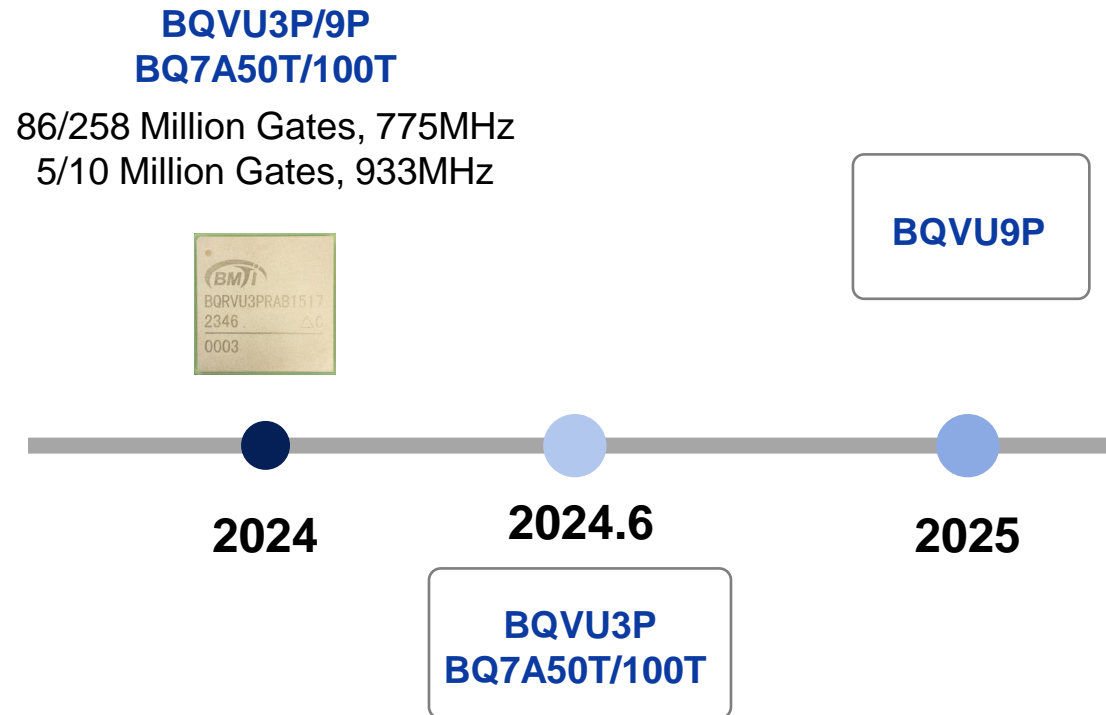 BQVU3P/9P
BQ7A50T/100T
86/258 Million Gates, 775MHz
5/10 Million Gates, 933MHz
BMTi
BQRVU3PRAB1517
2346
0003
BQVU9P
2024
2024.6
2025
BQVU3P
BQ7A50T/100T